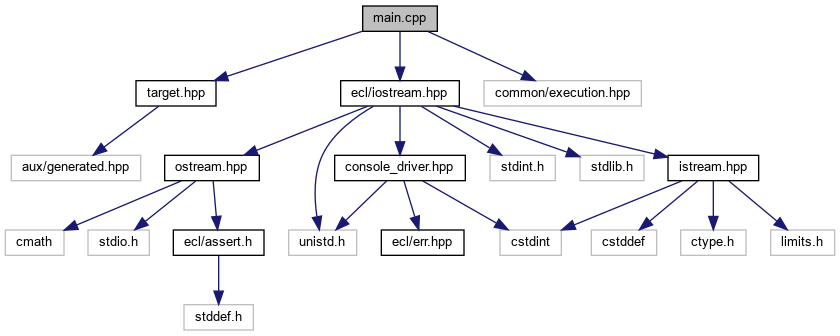 main.cpp
target.hpp
ecl/iostream.hpp
common/execution.hpp
aux/generated.hpp
ostream.hpp
console_driver.hpp
stdint.h
stdlib.h
istream.hpp
cmath
stdio.h
ecl/assert.h
unistd.h
ecl/err.hpp
cstdint
cstddef
ctype.h
limits.h
stddef.h